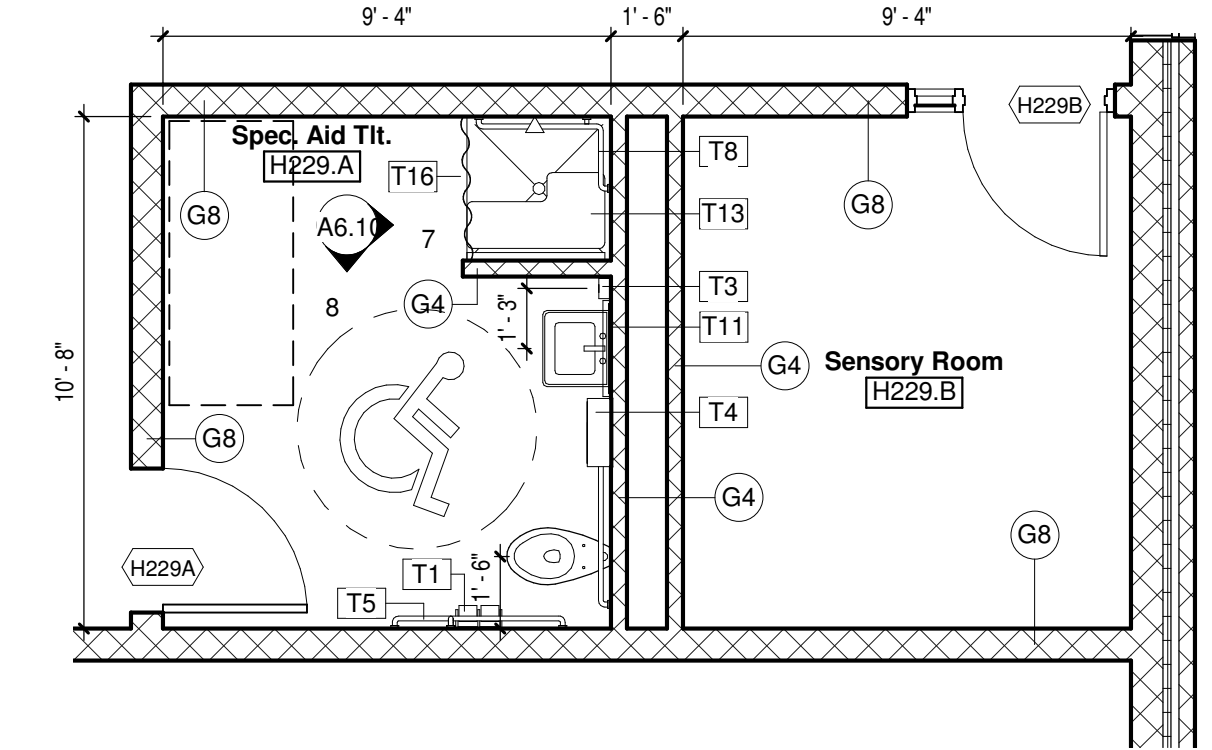 9' - 4"
1' - 6"
9' - 4"
H229B
Spec. Aid Tlt.
H229.A
T16
T8
G8
A6.10
7
T13
G8
8
G4
1' - 3"
T3
T11
10' - 8"
G4
Sensory Room
H229.B
T4
G8
G4
G8
H229A
T1
1' - 6"
T5